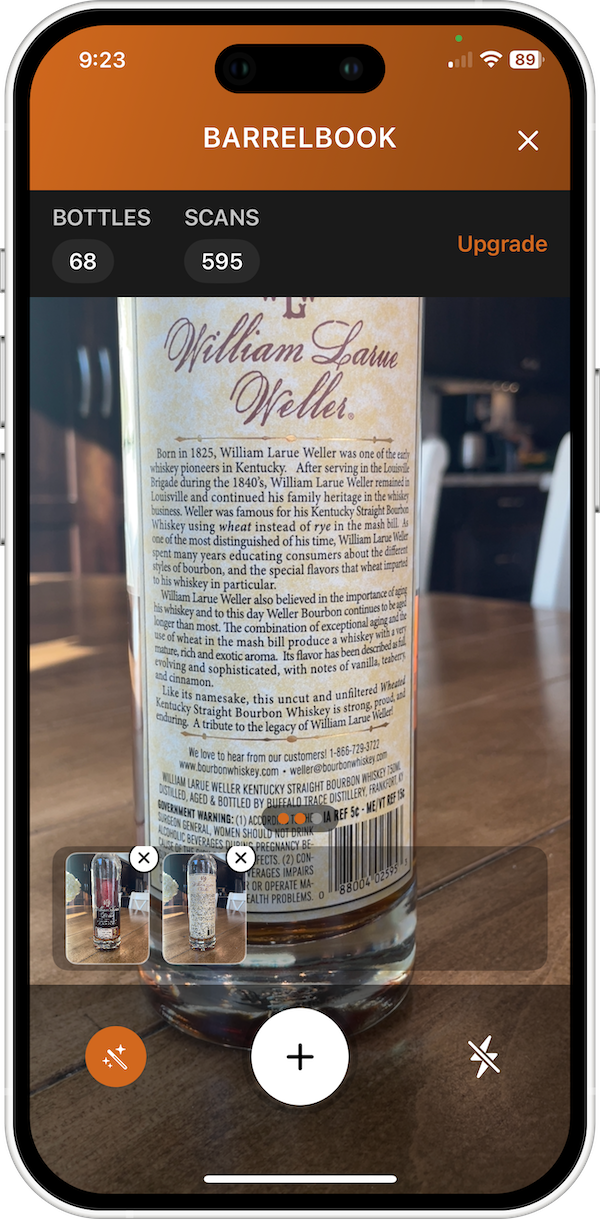 9:23
89
BARRELBOOK
BOTTLES SCANS
68 595
Upgrade
William Larue
Weller®
Born in 1825, William Larue Weller was one of the early
whiskey pioneers in Kentucky. After serving in the Louisville
Brigade during the 1840's, William Larue Weller remained in
Louisville and continued his family heritage in the whiskey
business. Weller was famous for his Kentucky Straight Bourbon
Whiskey using wheat instead of rye in the mash bill. As
one of the most distinguished of his time, William Larue Weller
spent many years educating consumers about the different
styles of bourbon, and the special flavors that wheat imparted
to his whiskey in particular.
William Larue Weller also believed in the importance of aging
his whiskey and to this day Weller Bourbon continues to be aged
longer than most. The combination of exceptional aging and the
use of wheat in the mash bill produce a whiskey with a very
mature, rich and exotic aroma. Its flavor has been described as full,
evolving and sophisticated, with notes of vanilla, teaberry,
and cinnamon.
Like its namesake, this uncut and unfiltered Wheated
Kentucky Straight Bourbon Whiskey is strong, proud, and
enduring. A tribute to the legacy of William Larue Weller!
We love to hear from our customers! 1-866-729-3722
www.bourbonwhiskey.com • weller@bourbonwhiskey.com
WILLIAM LARUE WELLER KENTUCKY STRAIGHT BOURBON WHISKEY 750ML
DISTILLED, AGED & BOTTLED BY BUFFALO TRACE DISTILLERY, FRANKFORT, KY
GOVERNMENT WARNING: (1) IA REF 5¢ - ME/VT REF 15¢
SURGEON GENERAL, WOMEN SHOULD NOT DRINK
ALCOHOLIC BEVERAGES DURING PREGNANCY BE-
CAUSE OF THE
(2) CON-
IMPAIRS
OR OPERATE MA-
HEALTH PROBLEMS.
0 88004 02595